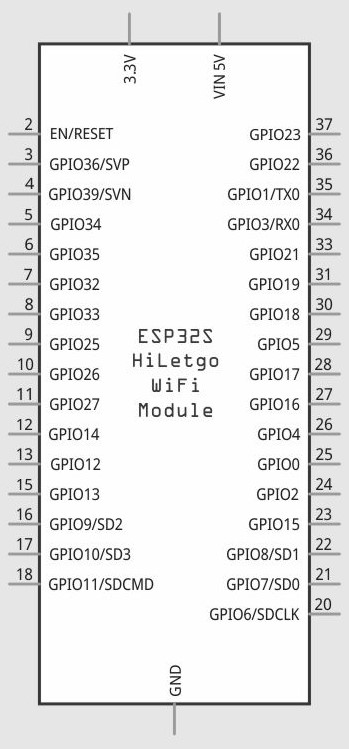 3.3V VIN 5V
2 EN/RESET GPIO23 37
3 GPIO36/SVP GPIO22 36
4 GPIO39/SVN GPIO1/TX0 35
5 GPIO34 GPIO3/RX0 34
6 GPIO35 GPIO21 33
7 GPIO32 GPIO19 31
8 GPIO33 GPIO18 30
9 GPIO25 GPIO5 29
10 GPIO26 GPIO17 28
11 GPIO27 GPIO16 27
12 GPIO14 GPIO4 26
13 GPIO12 GPIO0 25
15 GPIO13 GPIO2 24
16 GPIO9/SD2 GPIO15 23
17 GPIO10/SD3 GPIO8/SD1 22
18 GPIO11/SDCMD GPIO7/SD0 21
GPIO6/SDCLK 20
ESP32S
HiLetgo
WiFi
Module
GND